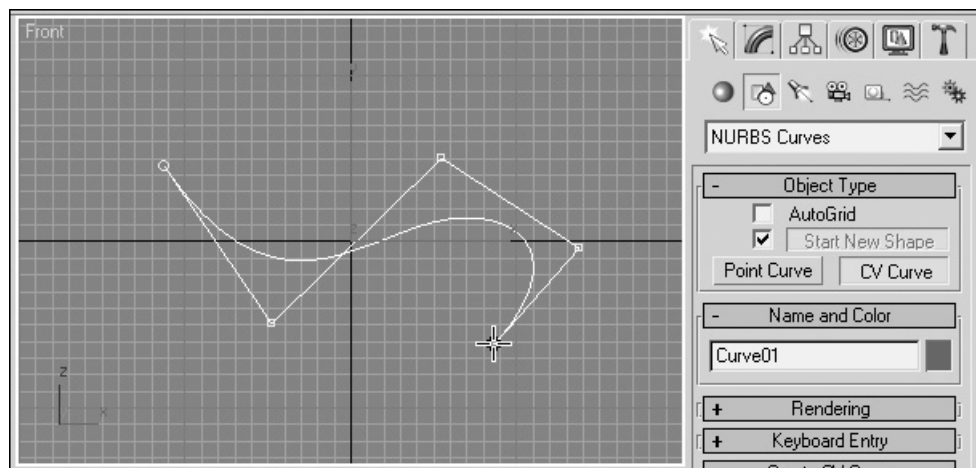 Front
y
z
z
x
NURBS Curves
- Object Type
AutoGrid
Start New Shape
Point Curve CV Curve
- Name and Color
Curve01
+ Rendering
+ Keyboard Entry